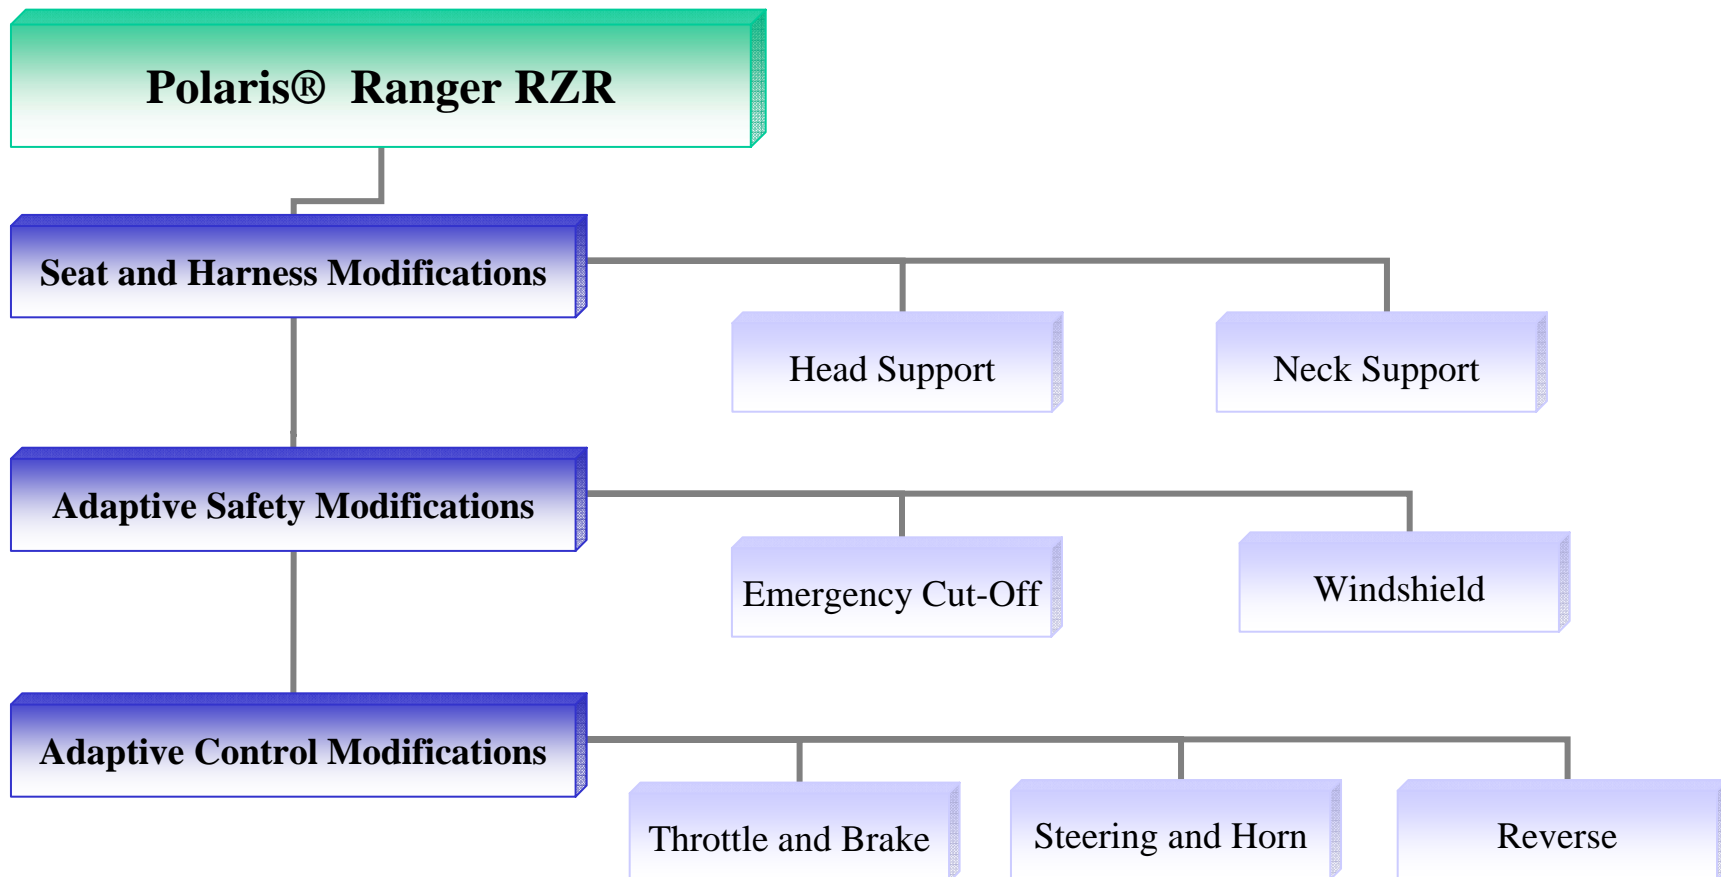 Polaris® Ranger RZR
Seat and Harness Modifications
Head Support
Neck Support
Adaptive Safety Modifications
Emergency Cut-Off
Windshield
Adaptive Control Modifications
Throttle and Brake
Steering and Horn
Reverse